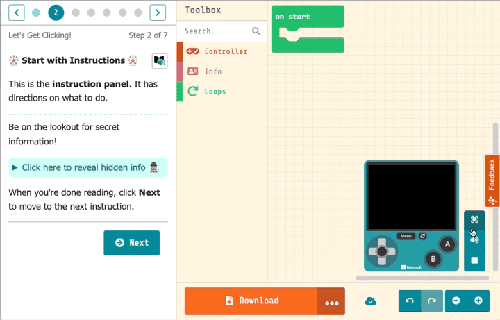 2
Let's Get Clicking!
Step 2 of 7
Start with Instructions
This is the instruction panel. It has
directions on what to do.
Be on the lookout for secret
information!
Click here to reveal hidden info
When you're done reading, click Next
to move to the next instruction.
Next
Toolbox
Search...
Controller
Info
Loops
on start
Feedback
A
B
Microsoft
Download